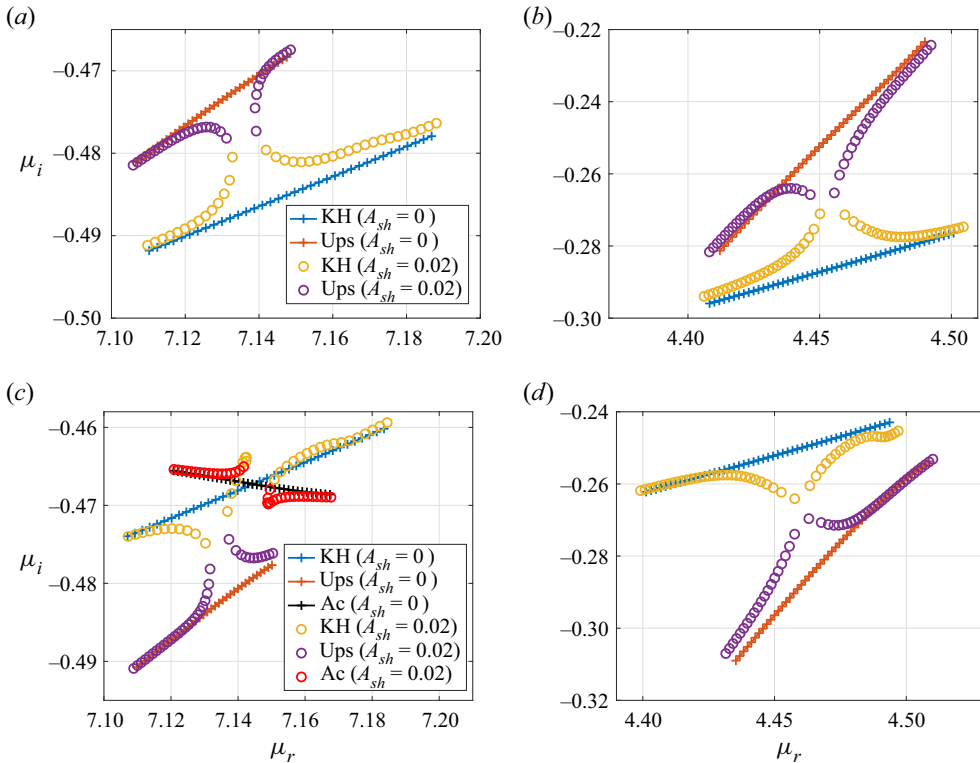 (a)
(b)
−0.47
−0.48
−0.49
−0.50
μi
7.10
7.12
7.14
7.16
7.18
7.20
KH (Ash = 0)
Ups (Ash = 0)
KH (Ash = 0.02)
Ups (Ash = 0.02)
−0.22
−0.24
−0.26
−0.28
−0.30
4.40
4.45
4.50
(c)
(d)
−0.46
−0.47
−0.48
−0.49
μi
7.10
7.12
7.14
7.16
7.18
7.20
μr
KH (Ash = 0)
Ups (Ash = 0)
Ac (Ash = 0)
KH (Ash = 0.02)
Ups (Ash = 0.02)
Ac (Ash = 0.02)
−0.24
−0.26
−0.28
−0.30
−0.32
4.40
4.45
4.50
μr